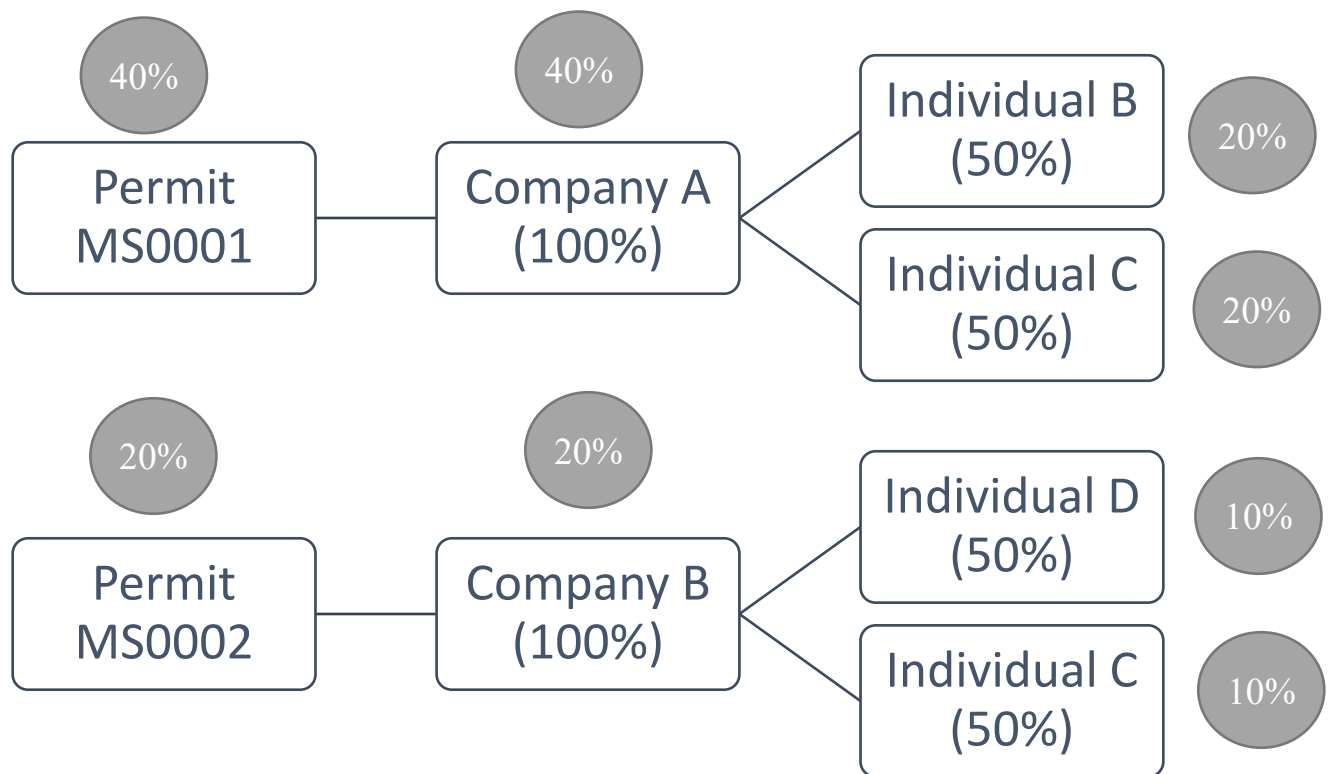 40%
40%
Permit
MS0001
Company A
(100%)
Individual B
(50%)
20%
Individual C
(50%)
20%
20%
20%
Permit
MS0002
Company B
(100%)
Individual D
(50%)
10%
Individual C
(50%)
10%